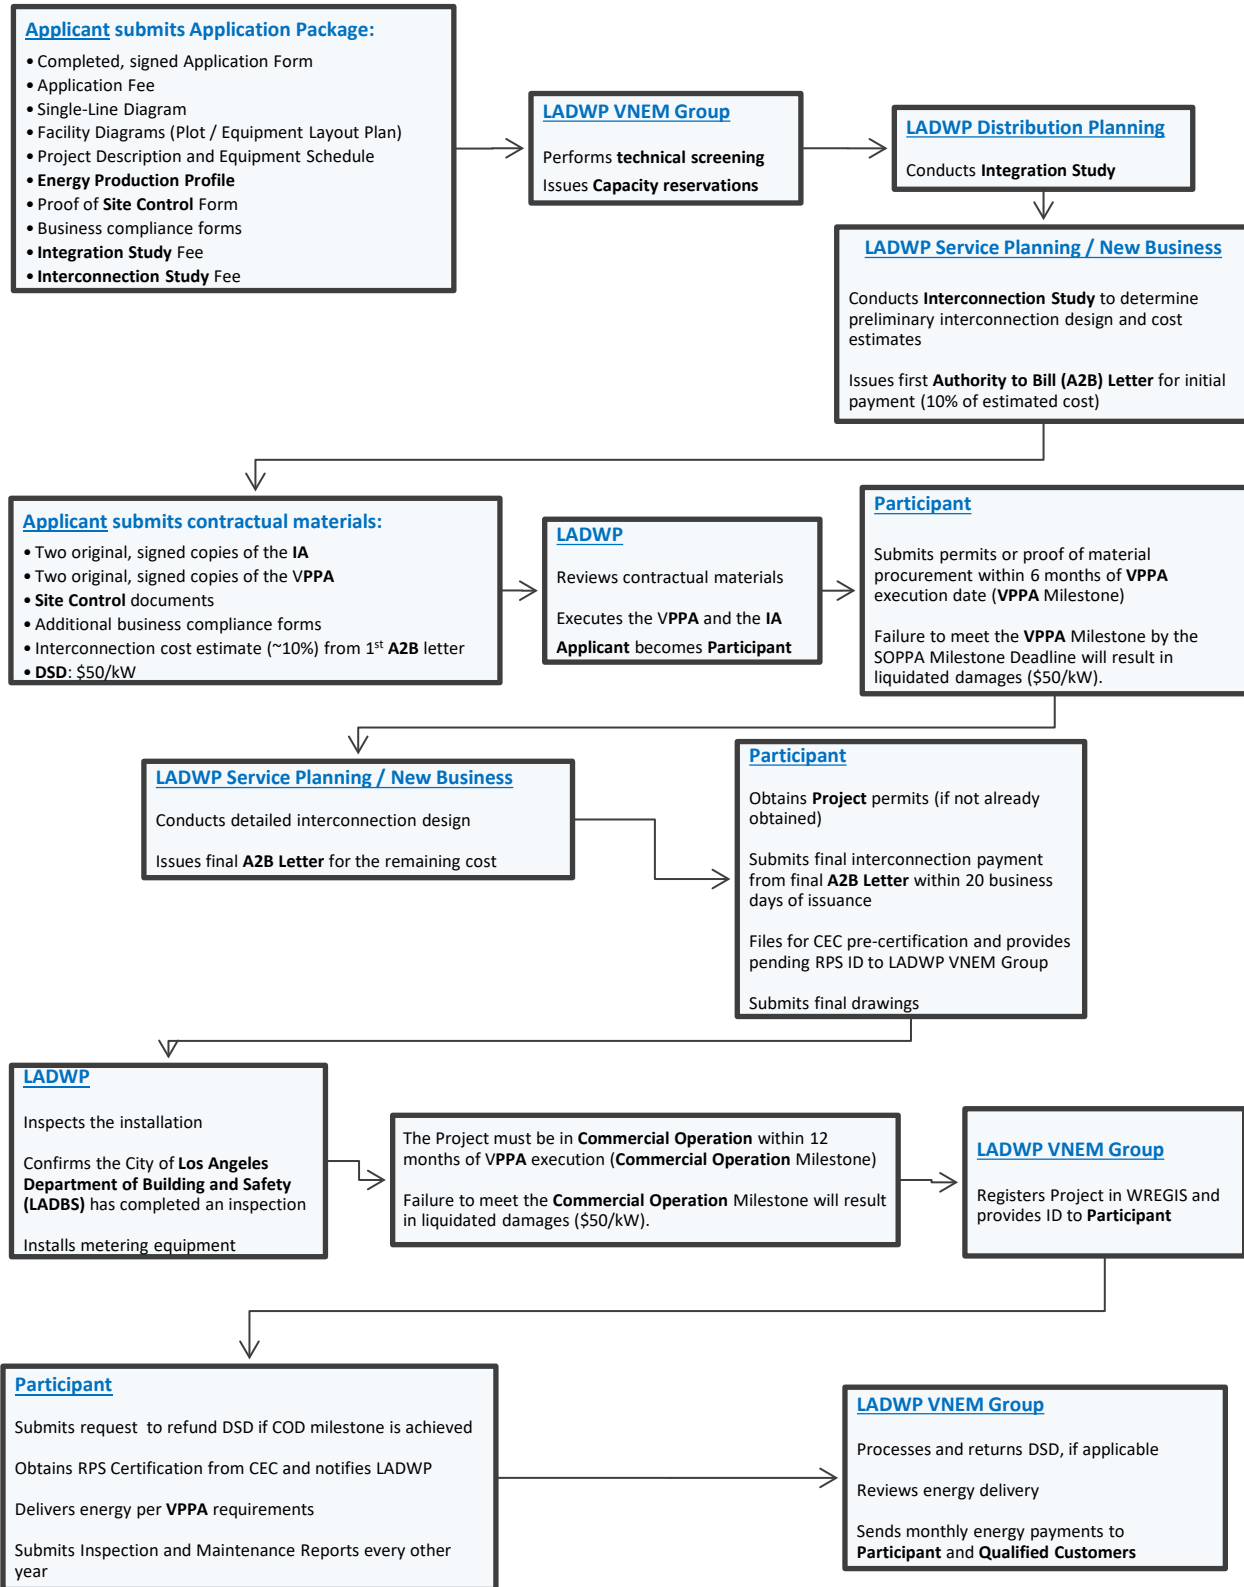 Applicant submits Application Package:
• Completed, signed Application Form
• Application Fee
• Single-Line Diagram
• Facility Diagrams (Plot / Equipment Layout Plan)
• Project Description and Equipment Schedule
• Energy Production Profile
• Proof of Site Control Form
• Business compliance forms
• Integration Study Fee
• Interconnection Study Fee
LADWP VNEM Group
Performs technical screening
Issues Capacity reservations
LADWP Distribution Planning
Conducts Integration Study
LADWP Service Planning / New Business
Conducts Interconnection Study to determine
preliminary interconnection design and cost
estimates
Issues first Authority to Bill (A2B) Letter for initial
payment (10% of estimated cost)
Applicant submits contractual materials:
• Two original, signed copies of the IA
• Two original, signed copies of the VPPA
• Site Control documents
• Additional business compliance forms
• Interconnection cost estimate (~10%) from 1st A2B letter
• DSD: $50/kW
LADWP
Reviews contractual materials
Executes the VPPA and the IA
Applicant becomes Participant
Participant
Submits permits or proof of material
procurement within 6 months of VPPA
execution date (VPPA Milestone)
Failure to meet the VPPA Milestone by the
SOPPA Milestone Deadline will result in
liquidated damages ($50/kW).
LADWP Service Planning / New Business
Conducts detailed interconnection design
Issues final A2B Letter for the remaining cost
Participant
Obtains Project permits (if not already
obtained)
Submits final interconnection payment
from final A2B Letter within 20 business
days of issuance
Files for CEC pre-certification and provides
pending RPS ID to LADWP VNEM Group
Submits final drawings
LADWP
Inspects the installation
Confirms the City of Los Angeles
Department of Building and Safety
(LADBS) has completed an inspection
Installs metering equipment
The Project must be in Commercial Operation within 12
months of VPPA execution (Commercial Operation Milestone)
Failure to meet the Commercial Operation Milestone will result
in liquidated damages ($50/kW).
LADWP VNEM Group
Registers Project in WREGIS and
provides ID to Participant
Participant
Submits request to refund DSD if COD milestone is achieved
Obtains RPS Certification from CEC and notifies LADWP
Delivers energy per VPPA requirements
Submits Inspection and Maintenance Reports every other
year
LADWP VNEM Group
Processes and returns DSD, if applicable
Reviews energy delivery
Sends monthly energy payments to
Participant and Qualified Customers